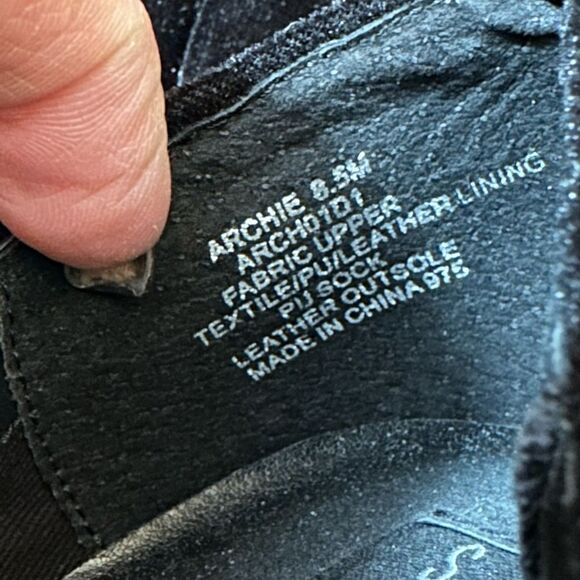 ARCHIE 8.5M
ARCH01D1
FABRIC UPPER
TEXTILE/PU/LEATHER LINING
PU SOCK
LEATHER OUTSOLE
MADE IN CHINA 975
S